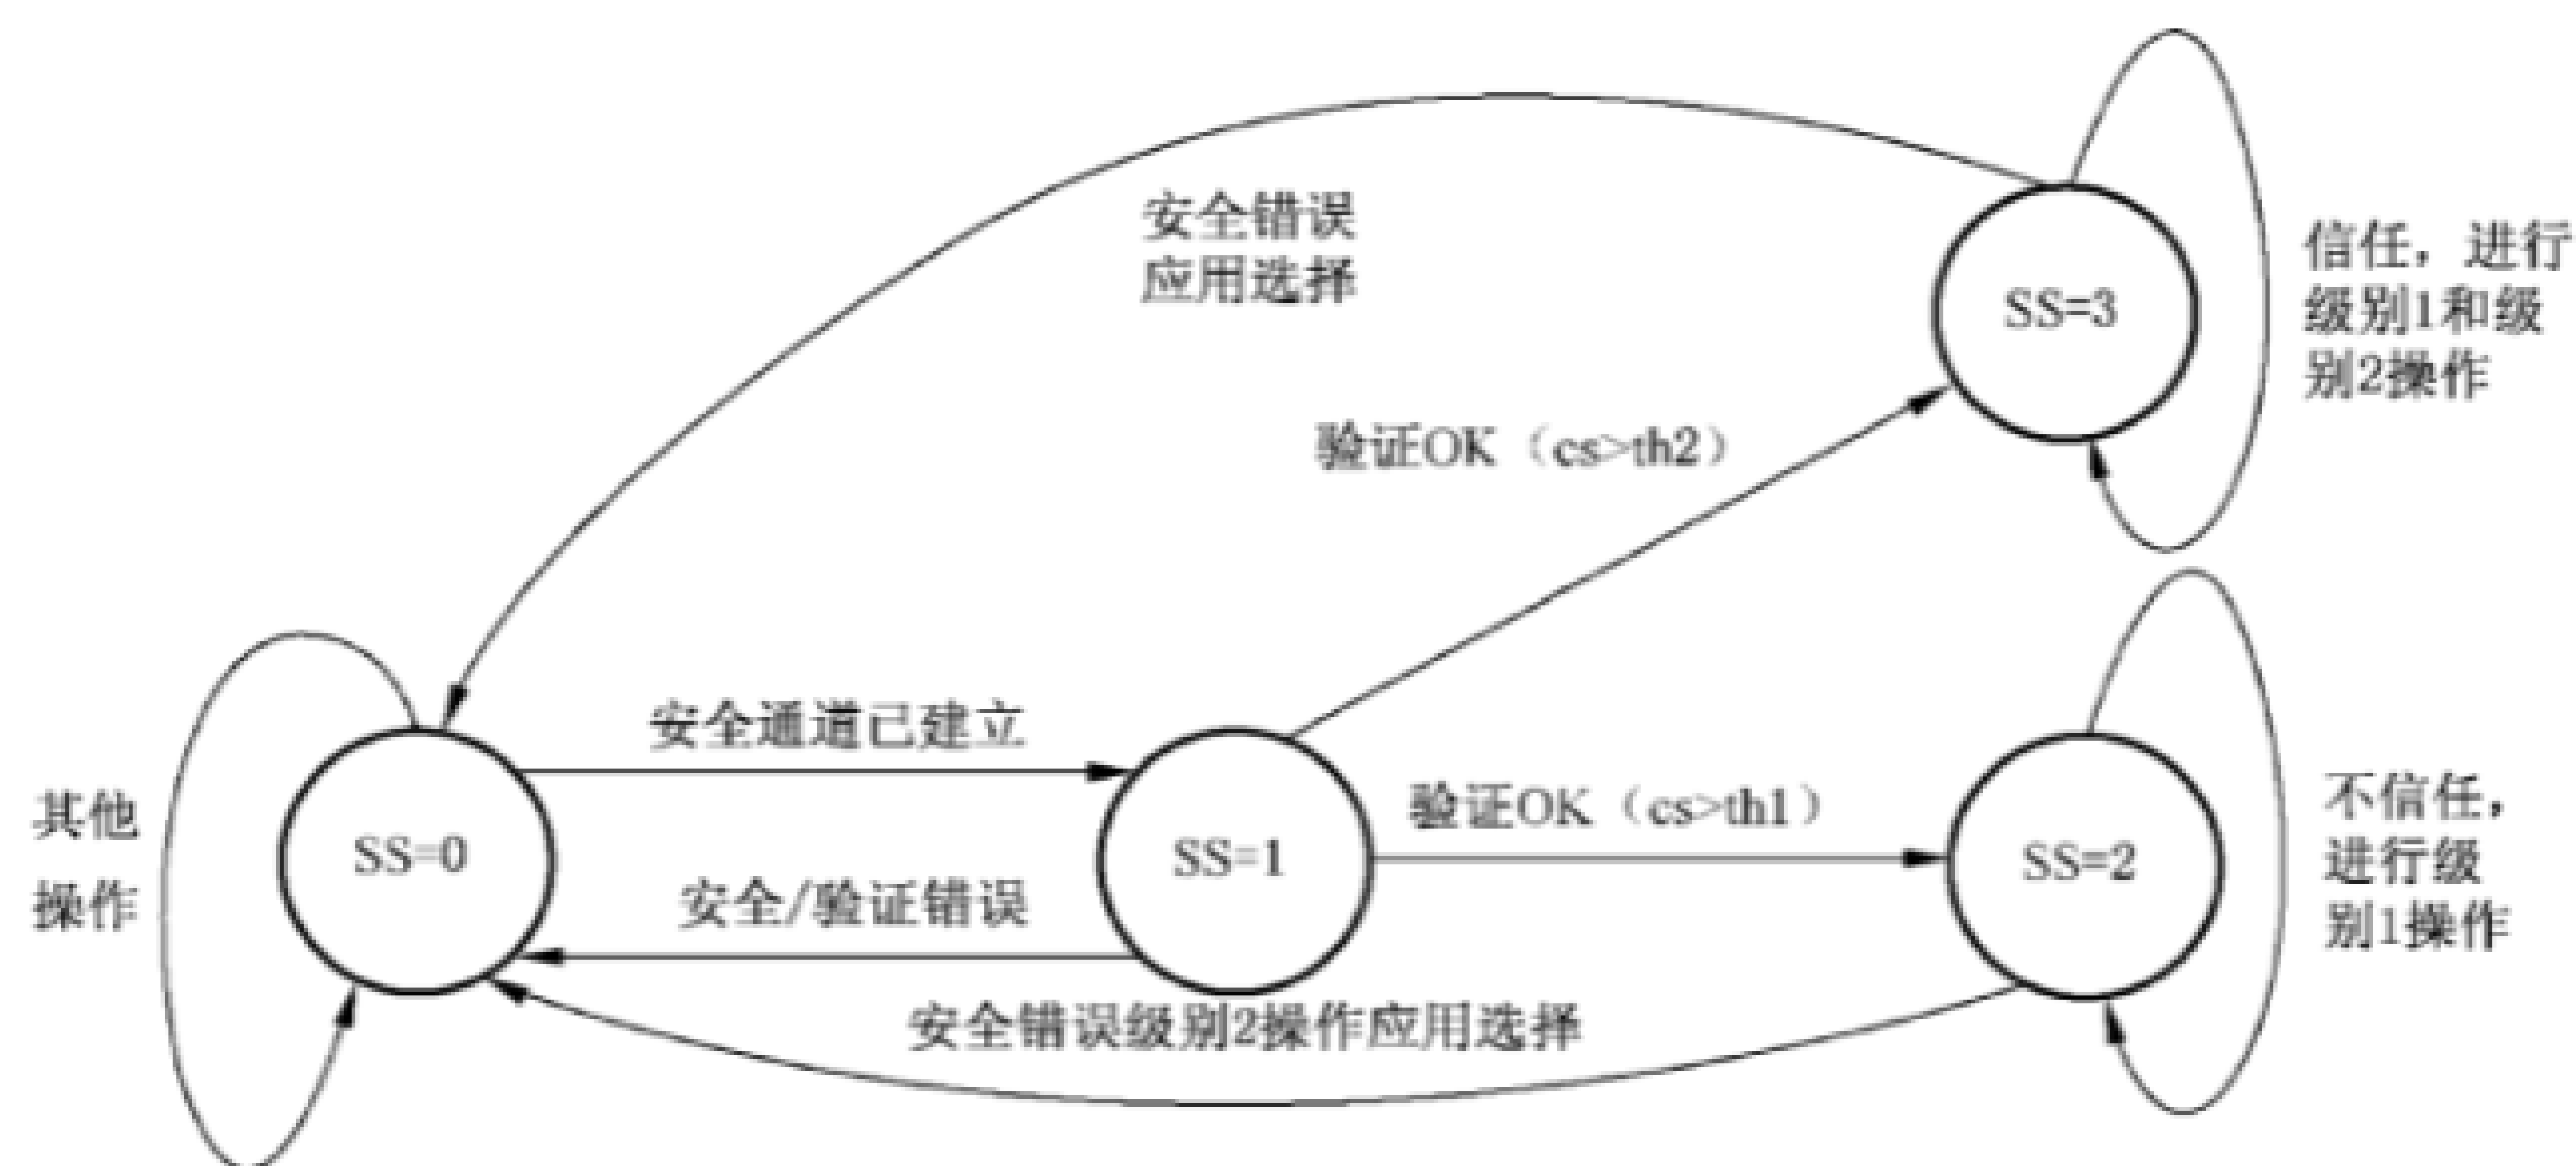 安全错误
应用选择
SS=3
信任，进行
级别1和级
别2操作
验证OK（cs>th2）
安全通道已建立
其他
操作
SS=0
SS=1
验证OK（cs>th1）
SS=2
不信任，
进行级
别1操作
安全/验证错误
安全错误级别2操作应用选择